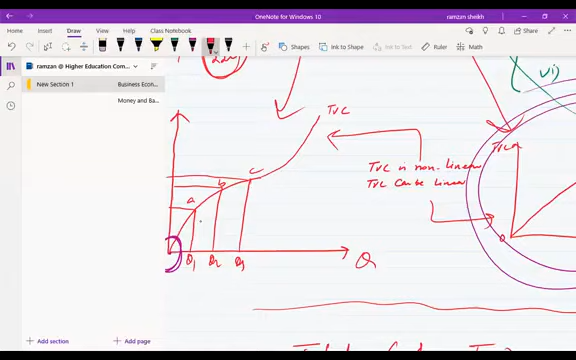 OneNote for Windows 10
ramzan sheikh
Home Insert Draw View Help Class Notebook
Shapes Ink to Shape Ink to Text Ruler Math
ramzan @ Higher Education Com...
New Section 1
Business Econ...
Money and Ba...
vi)
TVC
TVC is non-linear
TVC Can be linear
TVC
a
b
c
O
Q1 Q2 Q3
Q
Add section
Add page